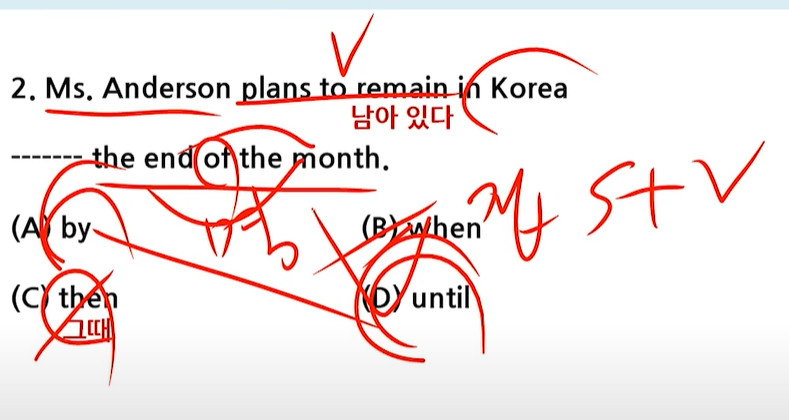 2. Ms. Anderson plans to remain in Korea
남아 있다
------- the end of the month.
명
(A) by (B) when 접 S + V
(C) then (D) until
그때